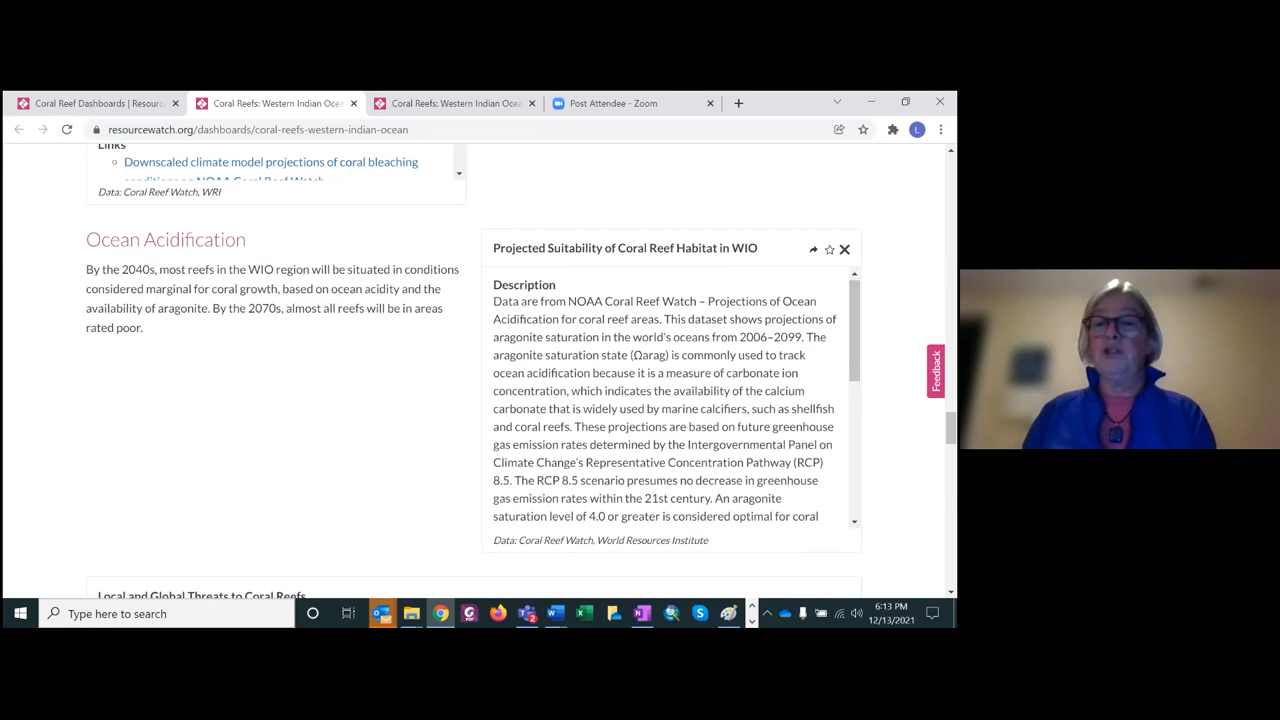 Coral Reef Dashboards | Resourc
Coral Reefs: Western Indian Ocea
Coral Reefs: Western Indian Ocea
Post Attendee - Zoom
resourcewatch.org/dashboards/coral-reefs-western-indian-ocean
L
Links
Downscaled climate model projections of coral bleaching
conditions on NOAA Coral Reef Watch
Data: Coral Reef Watch, WRI
Ocean Acidification
By the 2040s, most reefs in the WIO region will be situated in conditions
considered marginal for coral growth, based on ocean acidity and the
availability of aragonite. By the 2070s, almost all reefs will be in areas
rated poor.
Projected Suitability of Coral Reef Habitat in WIO
Description
Data are from NOAA Coral Reef Watch – Projections of Ocean
Acidification for coral reef areas. This dataset shows projections of
aragonite saturation in the world's oceans from 2006–2099. The
aragonite saturation state (Ωarag) is commonly used to track
ocean acidification because it is a measure of carbonate ion
concentration, which indicates the availability of the calcium
carbonate that is widely used by marine calcifiers, such as shellfish
and coral reefs. These projections are based on future greenhouse
gas emission rates determined by the Intergovernmental Panel on
Climate Change's Representative Concentration Pathway (RCP)
8.5. The RCP 8.5 scenario presumes no decrease in greenhouse
gas emission rates within the 21st century. An aragonite
saturation level of 4.0 or greater is considered optimal for coral
Data: Coral Reef Watch, World Resources Institute
Feedback
Local and Global Threats to Coral Reefs
Type here to search
6:13 PM
12/13/2021